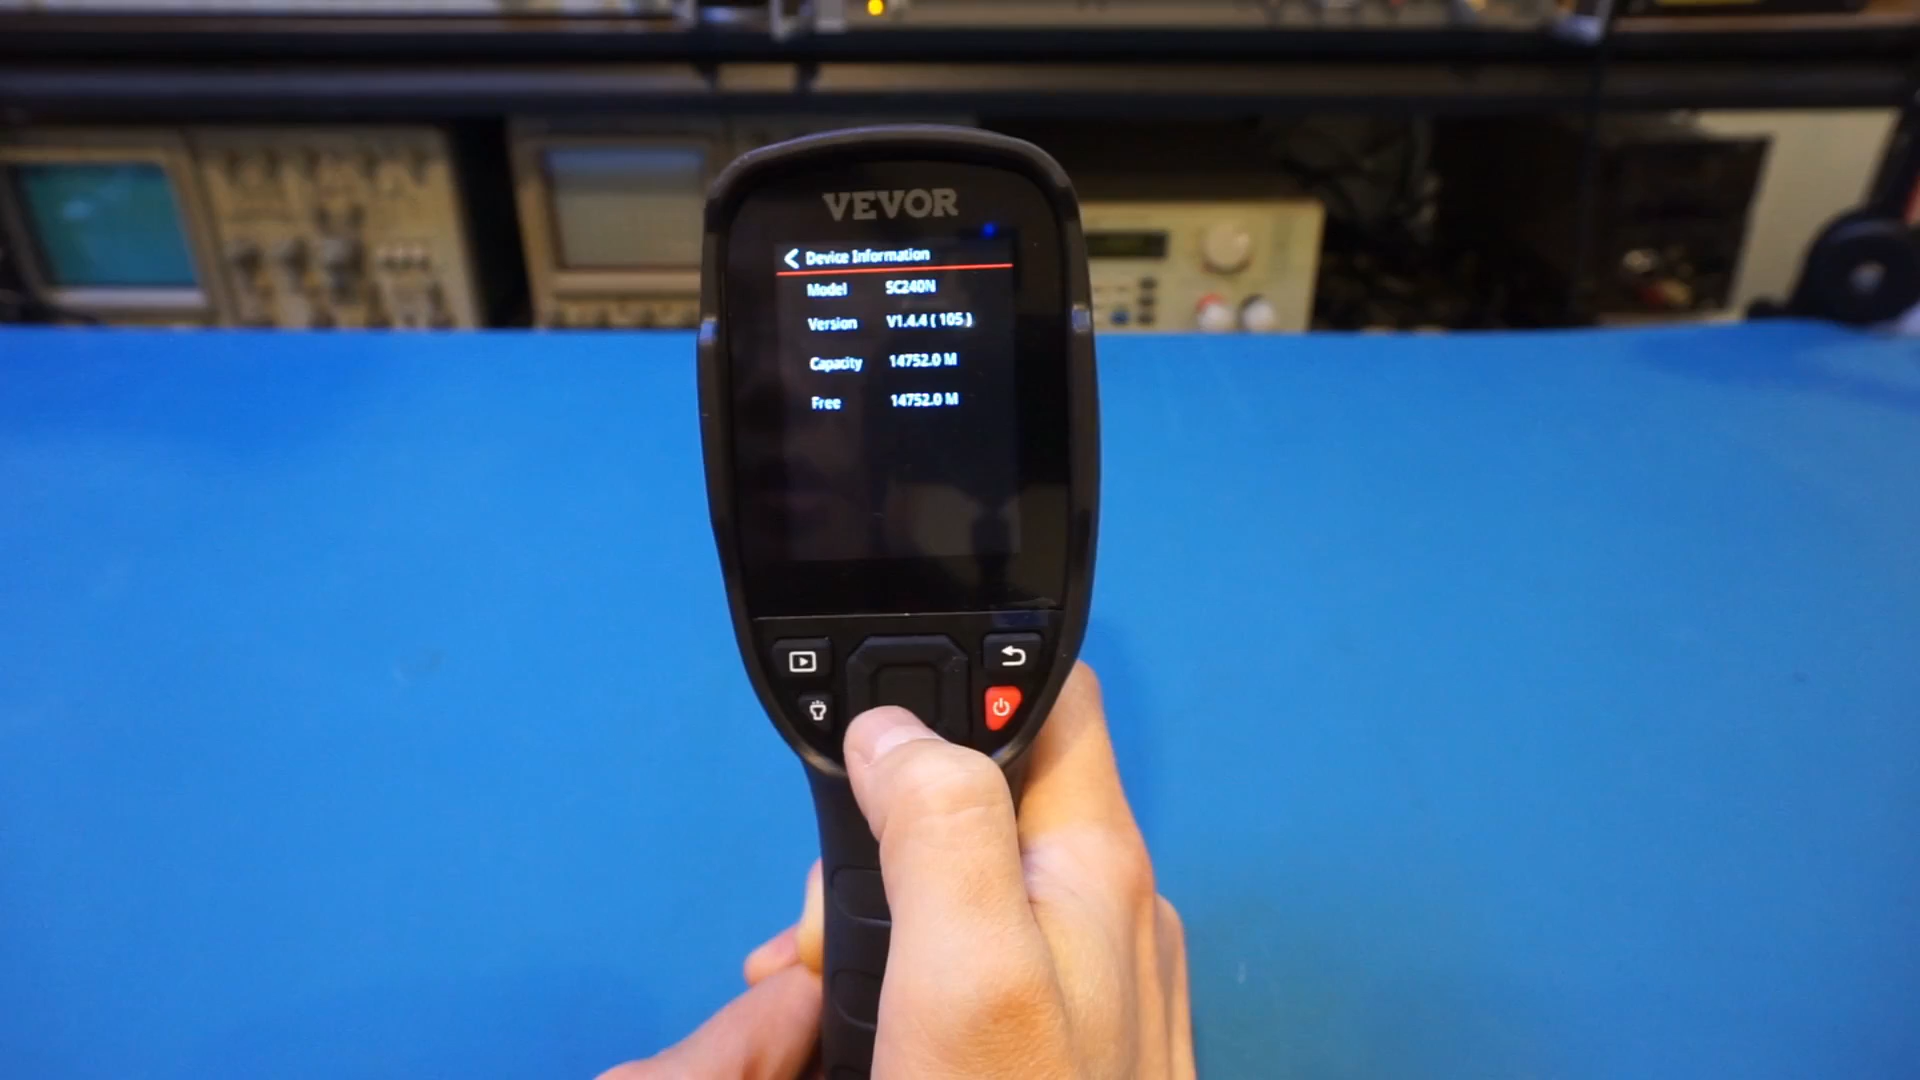 VEVOR
Device Information
Model SC240N
Version V1.4.4 ( 105 )
Capacity 14752.0 M
Free 14752.0 M